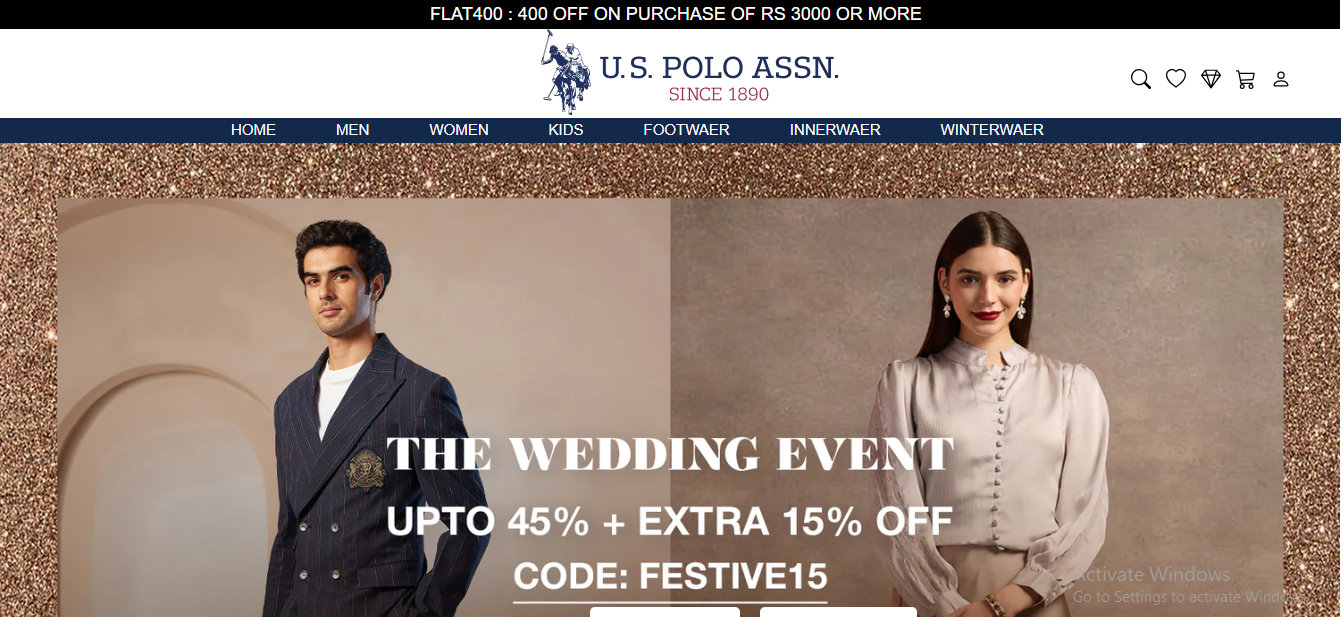 FLAT400 : 400 OFF ON PURCHASE OF RS 3000 OR MORE
U.S. POLO ASSN.
SINCE 1890
HOME MEN WOMEN KIDS FOOTWAER INNERWAER WINTERWAER
THE WEDDING EVENT
UPTO 45% + EXTRA 15% OFF
CODE: FESTIVE15
Activate Windows
Go to Settings to activate Windows.